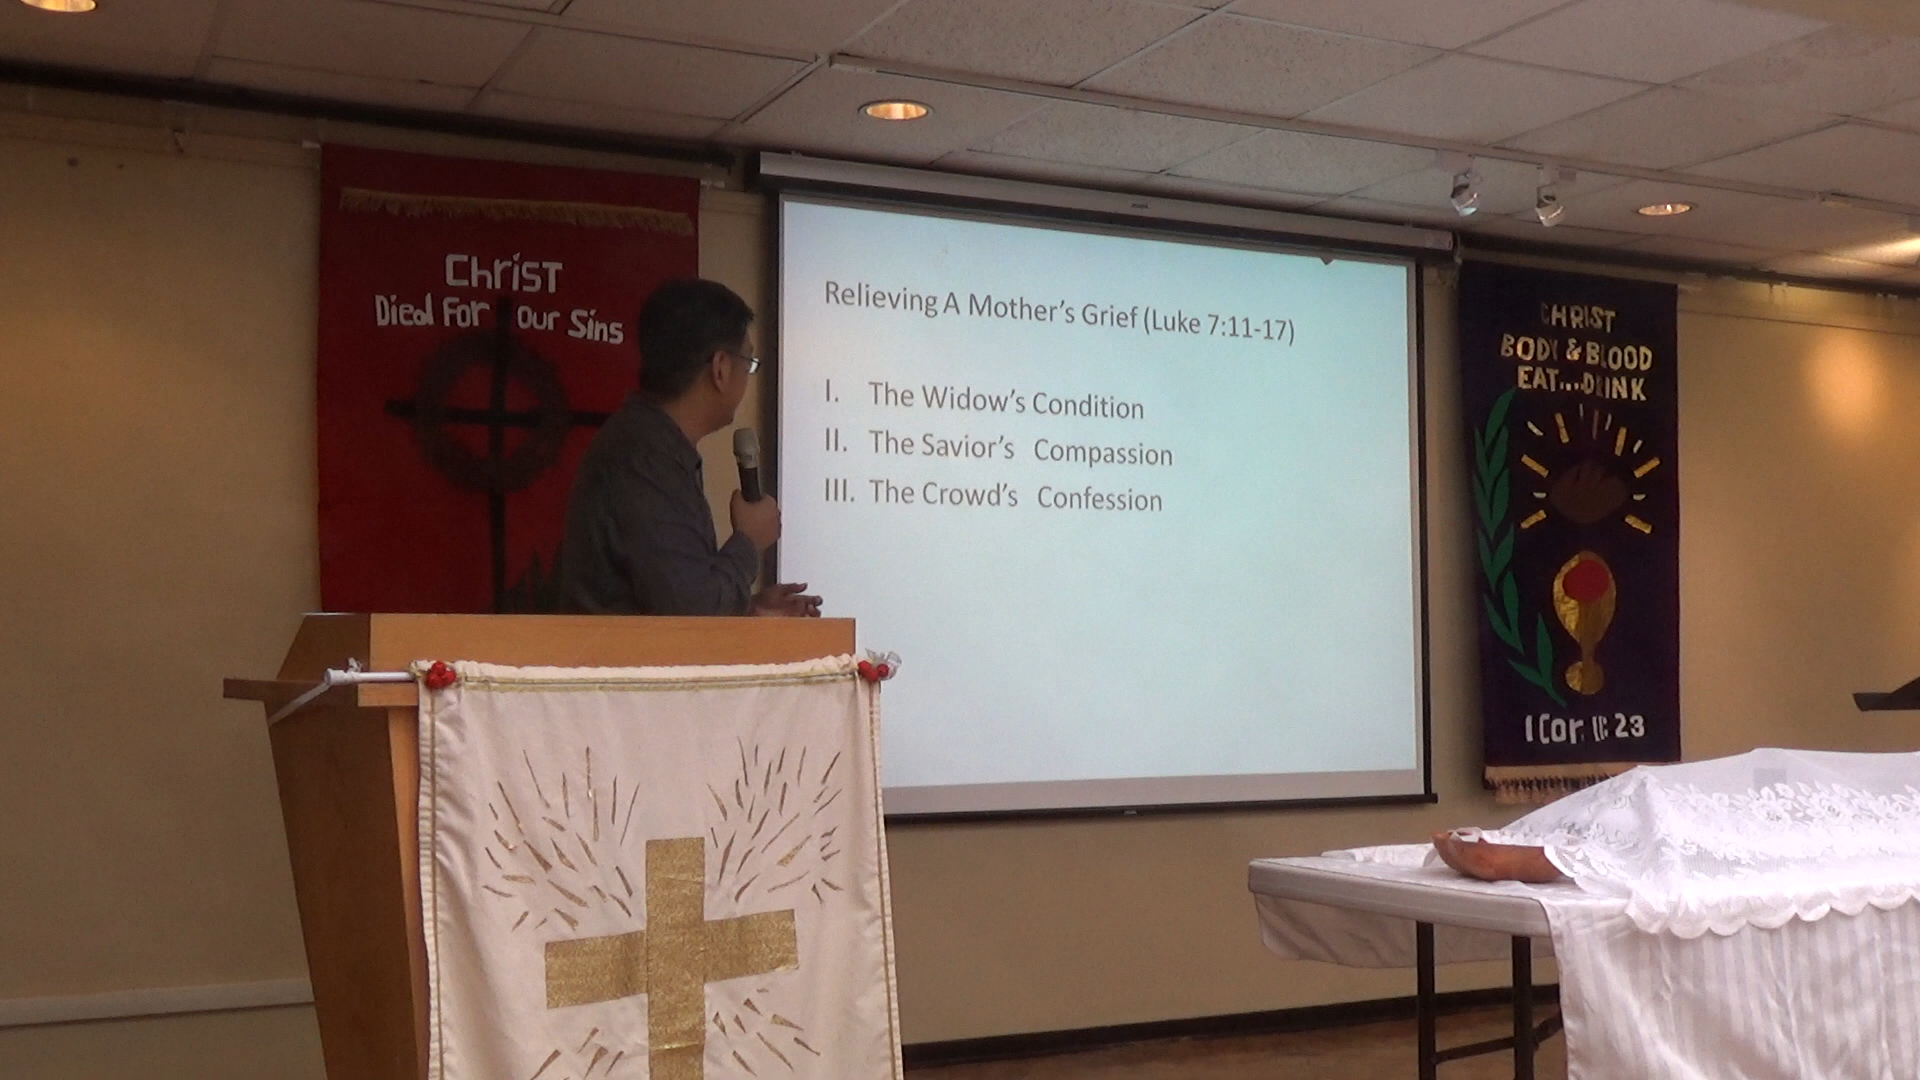 Christ
Died For our Sins
Relieving A Mother's Grief (Luke 7:11-17)
I. The Widow's Condition
II. The Savior's Compassion
III. The Crowd's Confession
CHRIST
BODY & BLOOD
EAT....DRINK
1 Cor. 11: 23